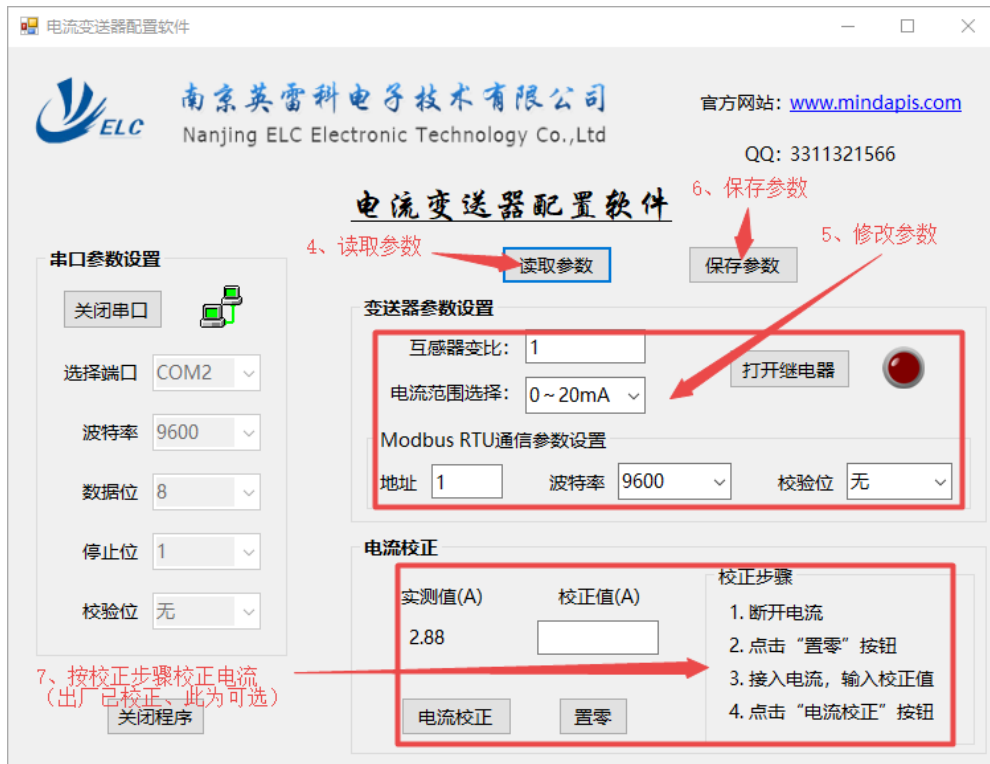 电流变送器配置软件
ELC
南京英雷科电子技术有限公司
Nanjing ELC Electronic Technology Co.,Ltd
官方网站：www.mindapis.com
QQ：3311321566
电流变送器配置软件
6、保存参数
4、读取参数
5、修改参数
读取参数
保存参数
串口参数设置
关闭串口
选择端口 COM2
波特率 9600
数据位 8
停止位 1
校验位 无
变送器参数设置
互感器变比： 1
电流范围选择： 0~20mA
打开继电器
Modbus RTU通信参数设置
地址 1 波特率 9600 校验位 无
电流校正
实测值(A) 校正值(A)
2.88
电流校正 置零
校正步骤
1. 断开电流
2. 点击“置零”按钮
3. 接入电流，输入校正值
4. 点击“电流校正”按钮
7、按校正步骤校正电流
（出厂已校正、此为可选）
关闭程序